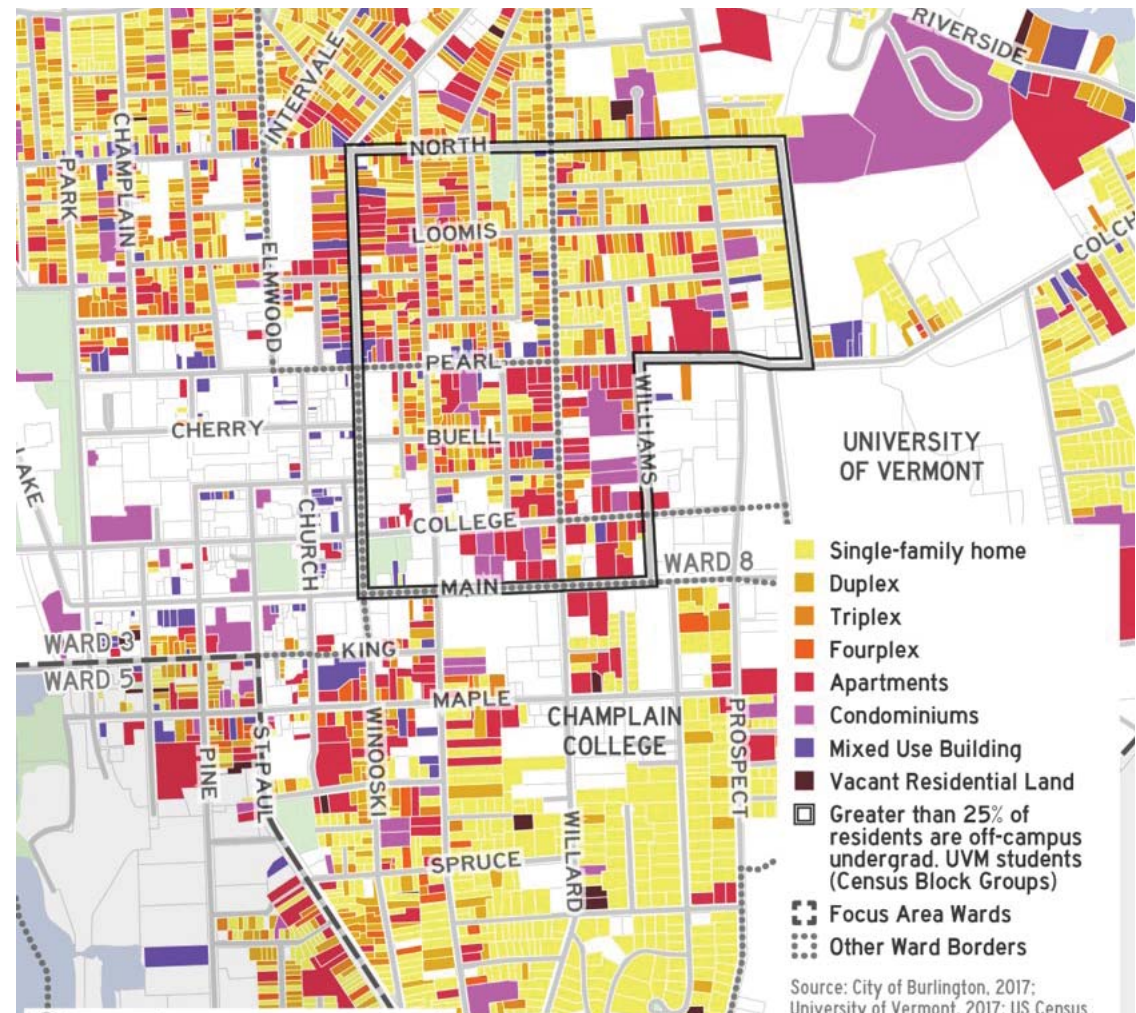 RIVERSIDE
INTERVALE
CHAMPLAIN
PARK
NORTH
LOOMIS
ELMWOOD
COLCH
PEARL
WILLIAMS
CHERRY
BUELL
UNIVERSITY
OF VERMONT
LAKE
CHURCH
COLLEGE
MAIN
WARD 8
WARD 3
WARD 5
KING
MAPLE
CHAMPLAIN
COLLEGE
PROSPECT
PINE
ST. PAUL
WINOOSKI
WILLARD
SPRUCE
Single-family home
Duplex
Triplex
Fourplex
Apartments
Condominiums
Mixed Use Building
Vacant Residential Land
Greater than 25% of
residents are off-campus
undergrad. UVM students
(Census Block Groups)
Focus Area Wards
Other Ward Borders
Source: City of Burlington, 2017;
University of Vermont, 2017; US Census